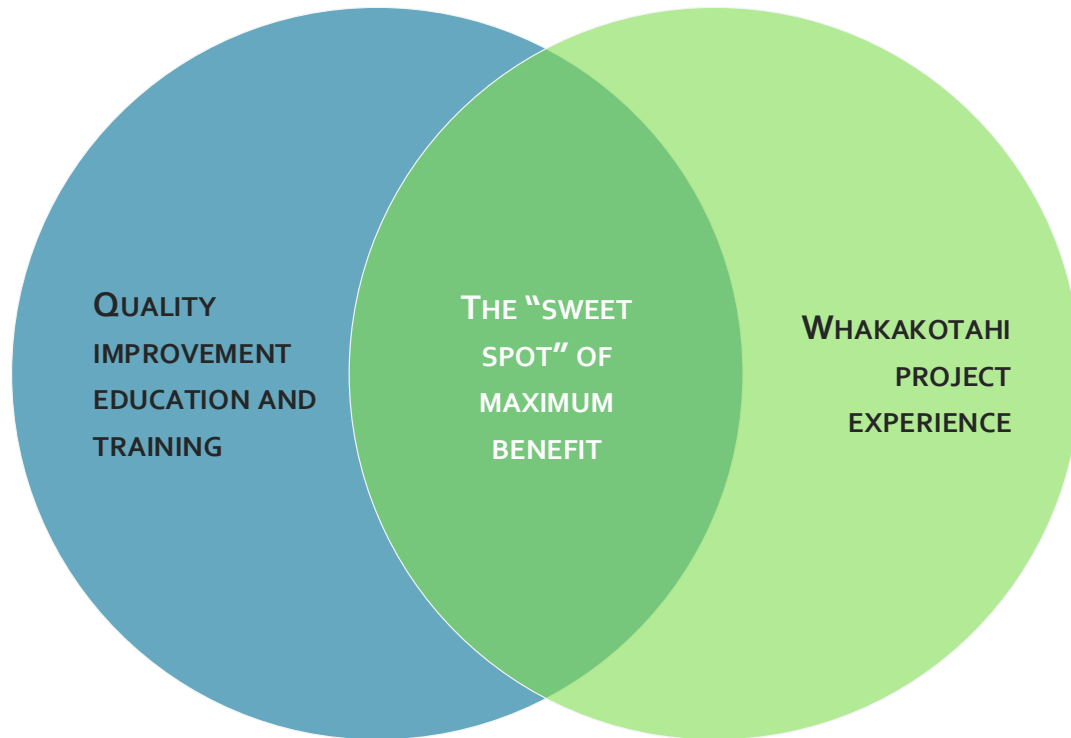 QUALITY
IMPROVEMENT
EDUCATION AND
TRAINING
THE “SWEET
SPOT” OF
MAXIMUM
BENEFIT
WHAKAKOTAHI
PROJECT
EXPERIENCE